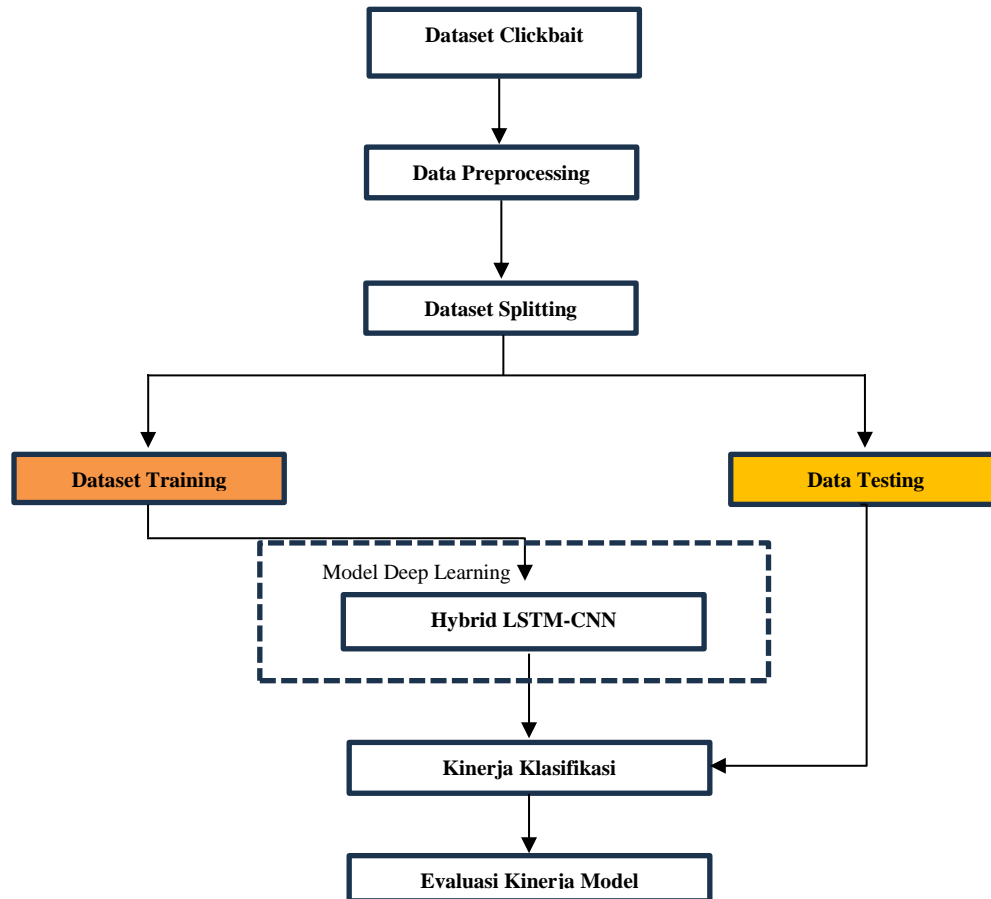 Dataset Clickbait
Data Preprocessing
Dataset Splitting
Dataset Training
Data Testing
Model Deep Learning
Hybrid LSTM-CNN
Kinerja Klasifikasi
Evaluasi Kinerja Model